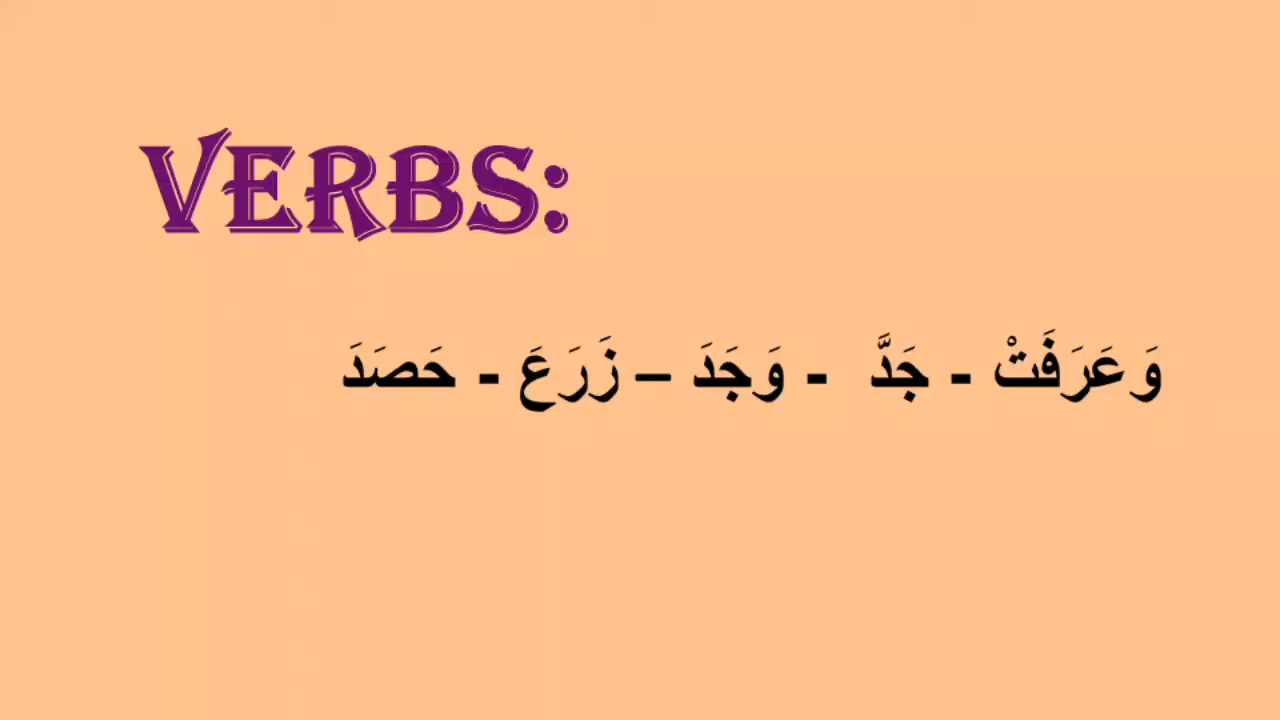 VERBS:
وَعَرَفَتْ - جَدَّ - وَجَدَ – زَرَعَ - حَصَدَ